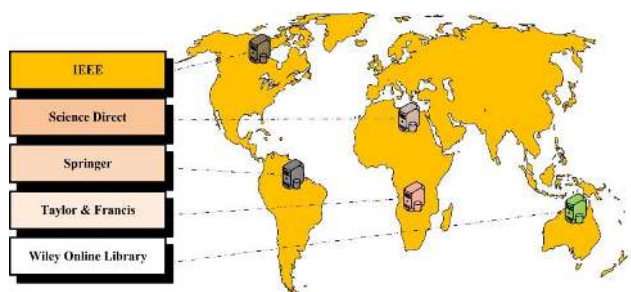 IEEE
Science Direct
Springer
Taylor & Francis
Wiley Online Library